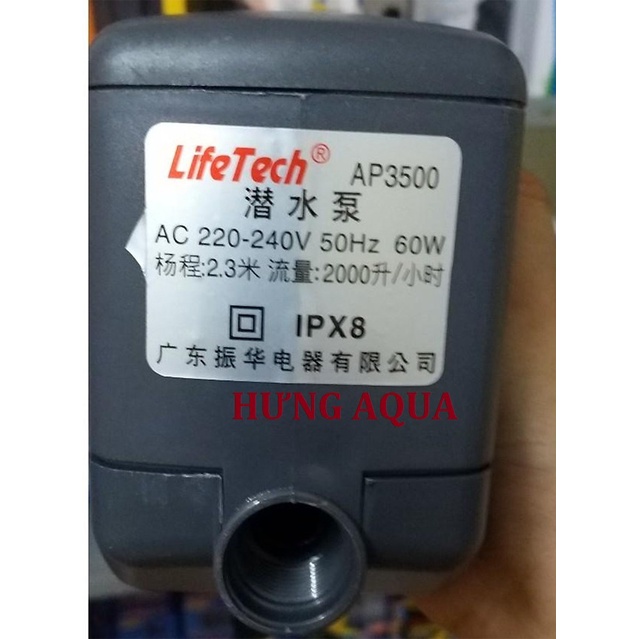 LifeTech® AP3500
潜水泵
AC 220-240V 50Hz 60W
杨程:2.3米 流量:2000升/小时
IPX8
广东振华电器有限公司
HƯNG AQUA